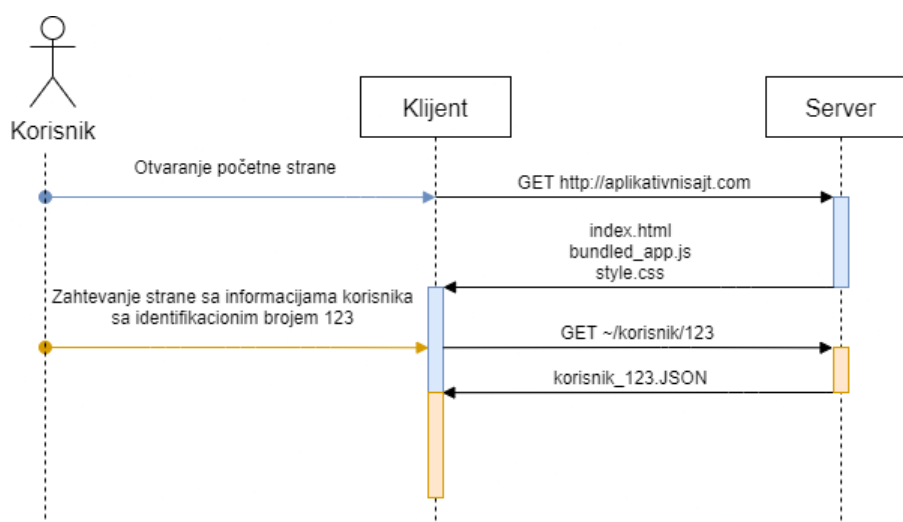 Korisnik
Klijent
Server
Otvaranje početne strane
GET http://aplikativnisajt.com
index.html
bundled_app.js
style.css
Zahtevanje strane sa informacijama korisnika
sa identifikacionim brojem 123
GET ~/korisnik/123
korisnik_123.JSON